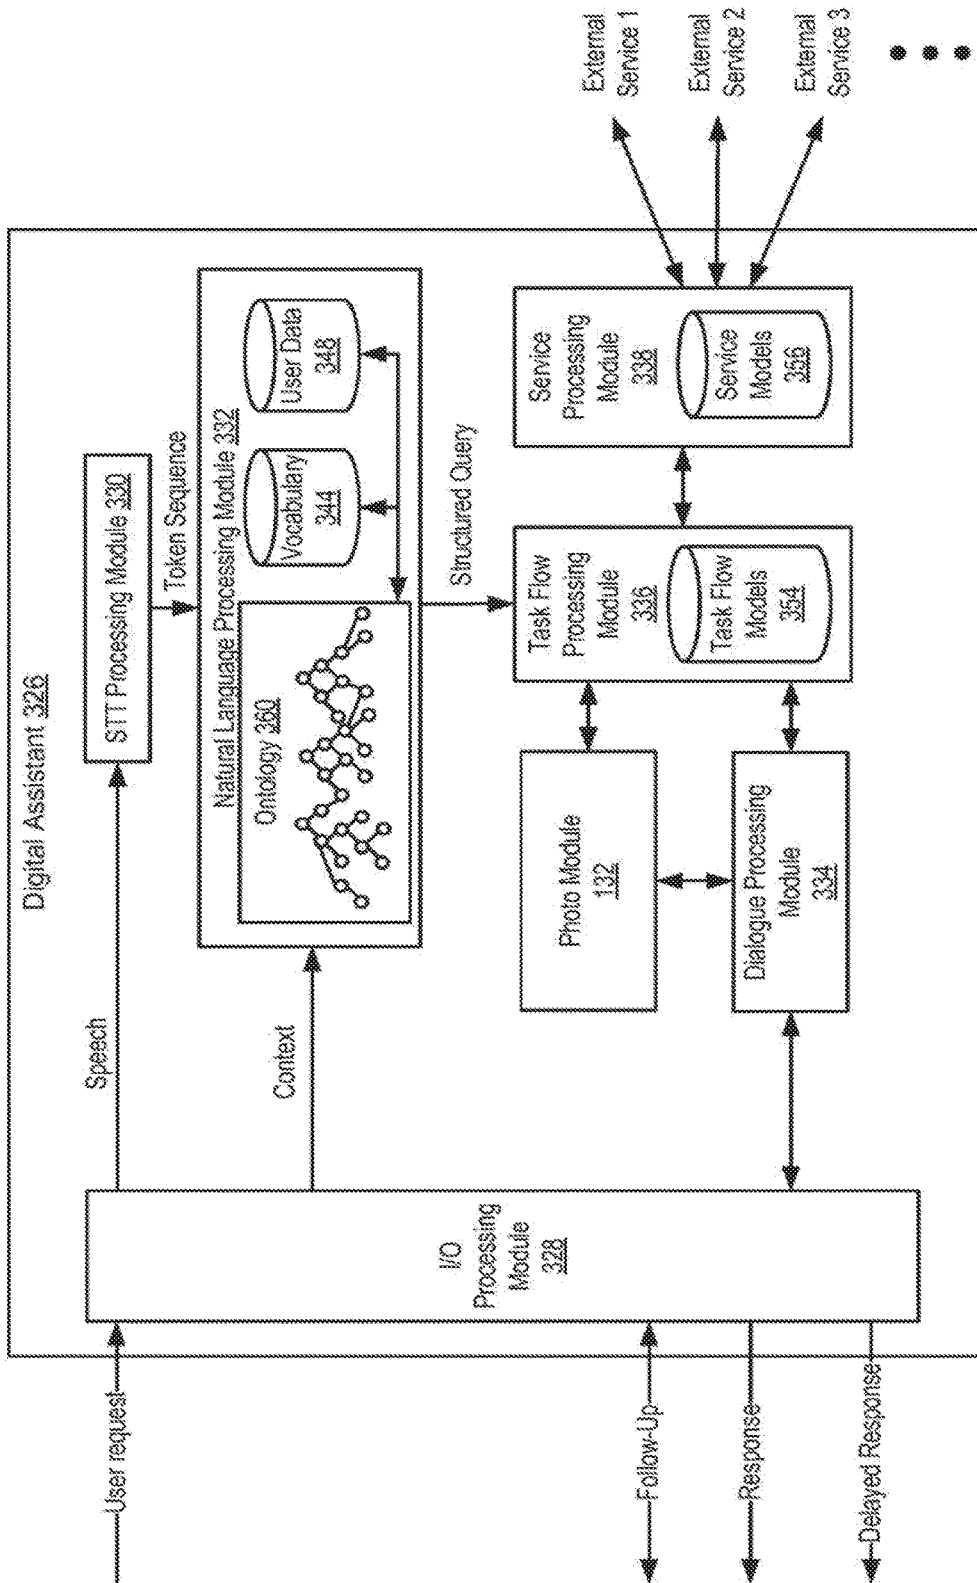 Digital Assistant 326
User request
Follow-Up
Response
Delayed Response
I/O
Processing
Module
328
Speech
Context
STT Processing Module 330
Token Sequence
Natural Language Processing Module 332
Ontology 360
Vocabulary
344
User Data
348
Structured Query
Photo Module
132
Dialogue Processing
Module
334
Task Flow
Processing
Module
336
Task Flow
Models
354
Service
Processing
Module
338
Service
Models
356
External
Service 1
External
Service 2
External
Service 3